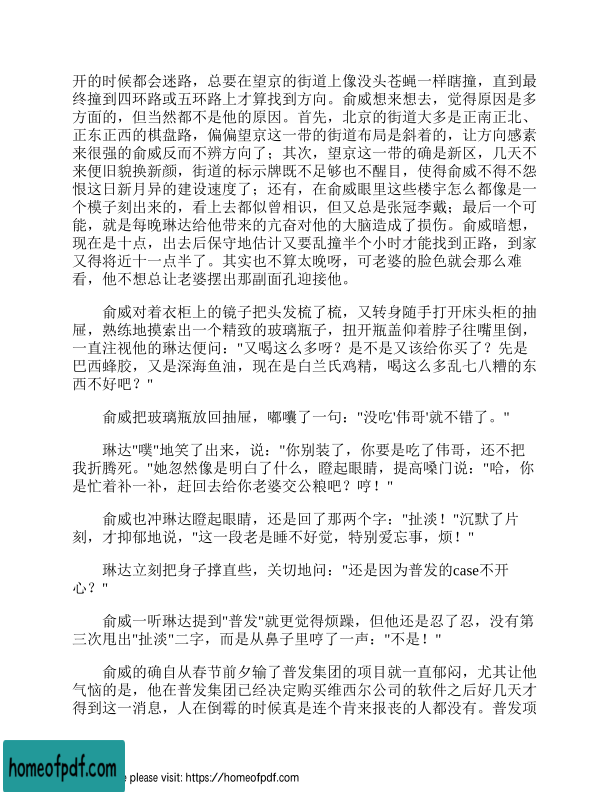 开的时候都会迷路，总要在望京的街道上像没头苍蝇一样瞎撞，直到最
终撞到四环路或五环路上才算找到方向。俞威想来想去，觉得原因是多
方面的，但当然都不是他的原因。首先，北京的街道大多是正南正北、
正东正西的棋盘路，偏偏望京这一带的街道布局是斜着的，让方向感素
来很强的俞威反而不辨方向了；其次，望京这一带的确是新区，几天不
来便旧貌换新颜，街道的标示牌既不足够也不醒目，使得俞威不得不怨
恨这日新月异的建设速度了；还有，在俞威眼里这些楼宇怎么都像是一
个模子刻出来的，看上去都似曾相识，但又总是张冠李戴；最后一个可
能，就是每晚琳达给他带来的亢奋对他的大脑造成了损伤。俞威暗想，
现在是十点，出去后保守地估计又要乱撞半个小时才能找到正路，到家
又得将近十一点半了。其实也不算太晚呀，可老婆的脸色就会那么难
看，他不想总让老婆摆出那副面孔迎接他。
俞威对着衣柜上的镜子把头发梳了梳，又转身随手打开床头柜的抽
屉，熟练地摸索出一个精致的玻璃瓶子，扭开瓶盖仰着脖子往嘴里倒，
一直注视他的琳达便问："又喝这么多呀？是不是又该给你买了？先是
巴西蜂胶，又是深海鱼油，现在是白兰氏鸡精，喝这么多乱七八糟的东
西不好吧？"
俞威把玻璃瓶放回抽屉，嘟囔了一句："没吃'伟哥'就不错了。"
琳达"噗"地笑了出来，说："你别装了，你要是吃了伟哥，还不把
我折腾死。"她忽然像是明白了什么，瞪起眼睛，提高嗓门说："哈，你
是忙着补一补，赶回去给你老婆交公粮吧？哼！"
俞威也冲琳达瞪起眼睛，还是回了那两个字："扯淡！"沉默了片
刻，才抑郁地说，"这一段老是睡不好觉，特别爱忘事，烦！"
琳达立刻把身子撑直些，关切地问："还是因为普发的case不开
心？"
俞威一听琳达提到"普发"就更觉得烦躁，但他还是忍了忍，没有第
三次甩出"扯淡"二字，而是从鼻子里哼了一声："不是！"
俞威的确自从春节前夕输了普发集团的项目就一直郁闷，尤其让他
气恼的是，他在普发集团已经决定购买维西尔公司的软件之后好几天才
得到这一消息，人在倒霉的时候真是连个肯来报丧的人都没有。普发项
homeofpdf.com
please visit: https://homeofpdf.com